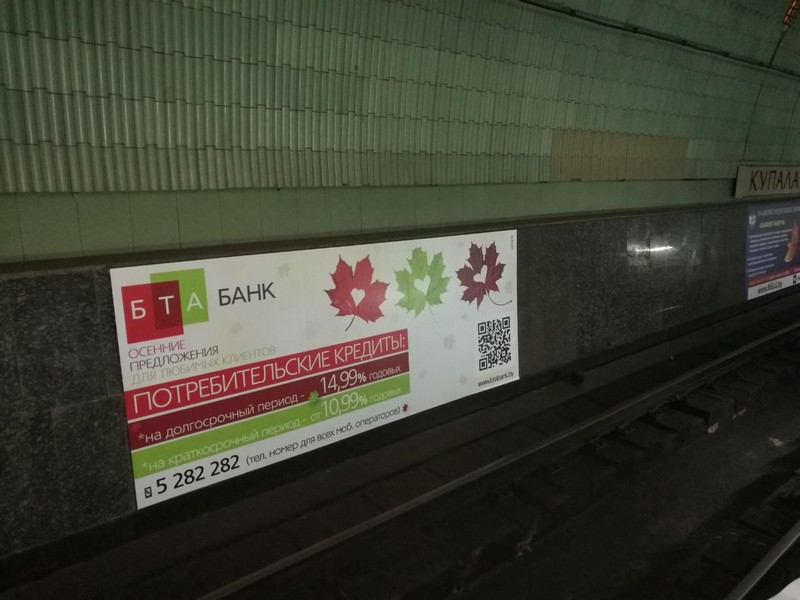 БТА БАНК
ОСЕННИЕ
ПРЕДЛОЖЕНИЯ
ДЛЯ ЛЮБИМЫХ КЛИЕНТОВ
ПОТРЕБИТЕЛЬСКИЕ КРЕДИТЫ:
*на долгосрочный период - 14,99% годовых
*на краткосрочный период - от 10,99% годовых
5 282 282 (тел. номер для всех моб. операторов)
www.btabank.by
КУПАЛА